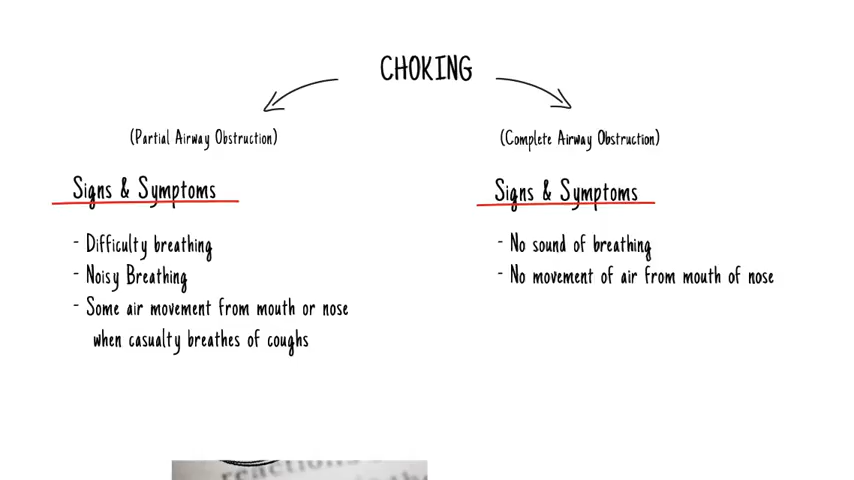 CHOKING
(Partial Airway Obstruction)
Signs & Symptoms
- Difficulty breathing
- Noisy Breathing
- Some air movement from mouth or nose
when casualty breathes of coughs
(Complete Airway Obstruction)
Signs & Symptoms
- No sound of breathing
- No movement of air from mouth of nose
reactions